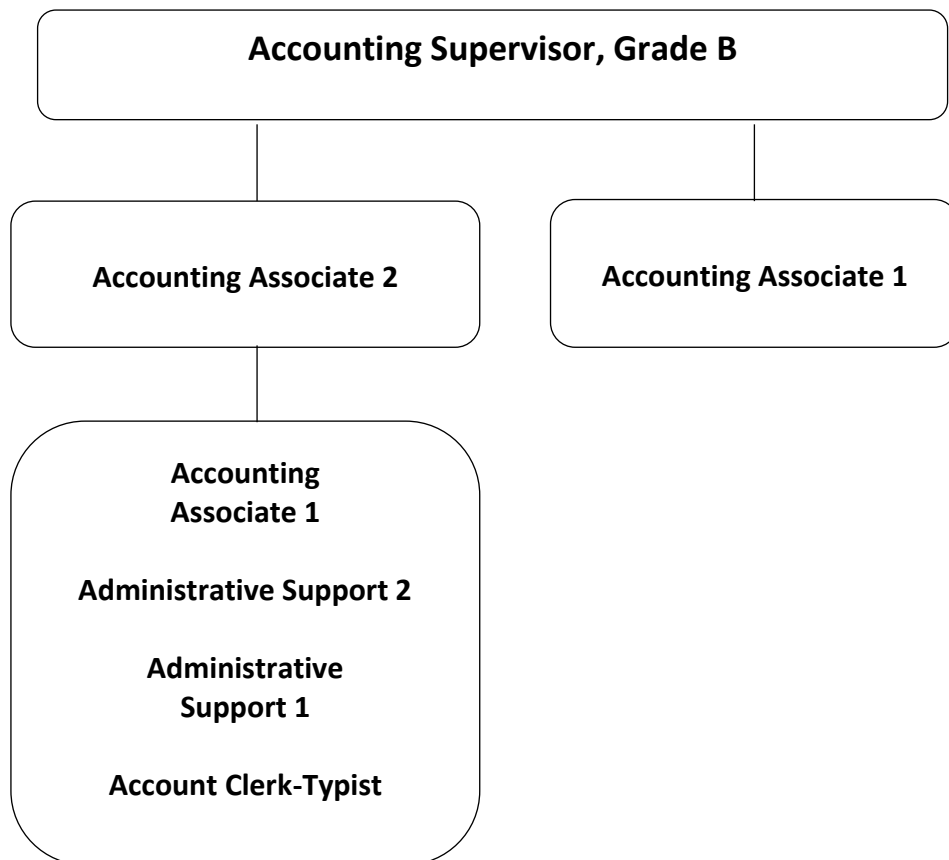 Accounting Supervisor, Grade B
Accounting Associate 2
Accounting Associate 1
Accounting
Associate 1
Administrative Support 2
Administrative
Support 1
Account Clerk-Typist